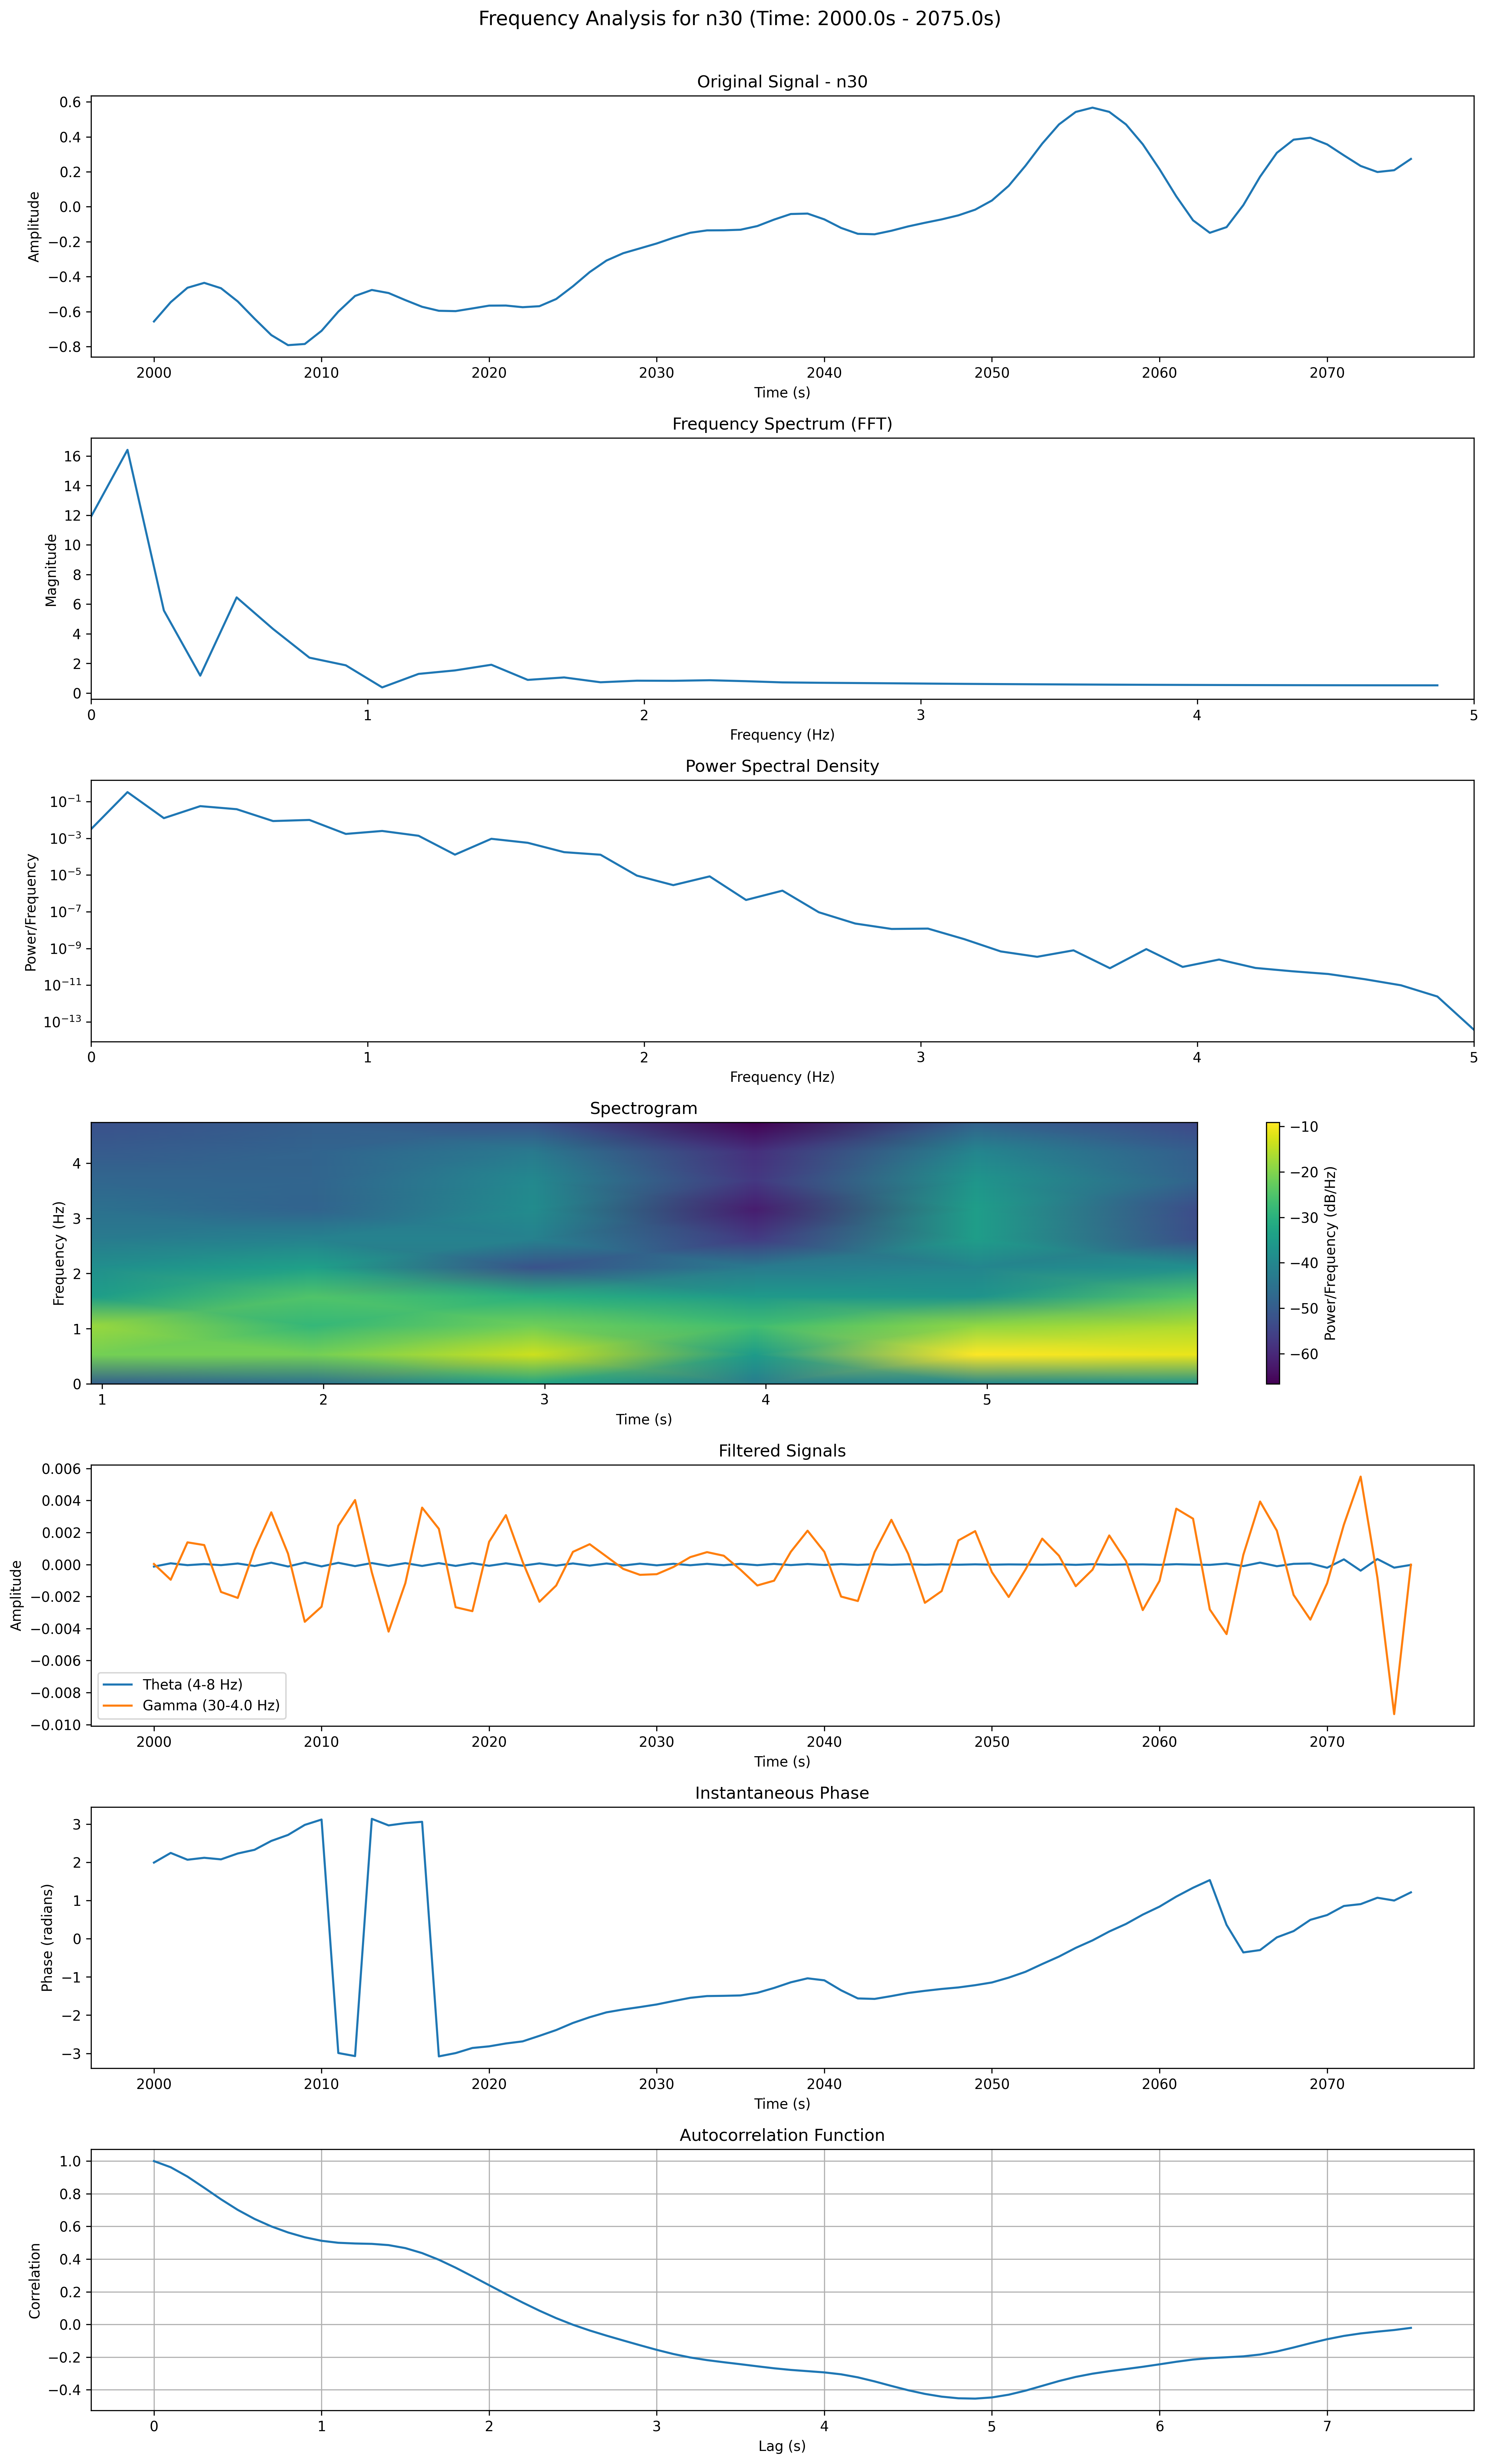 Frequency Analysis for n30 (Time: 2000.0s - 2075.0s)
Original Signal - n30
Amplitude
0.6
0.4
0.2
0.0
−0.2
−0.4
−0.6
−0.8
2000 2010 2020 2030 2040 2050 2060 2070
Time (s)
Frequency Spectrum (FFT)
Magnitude
16
14
12
10
8
6
4
2
0
0 1 2 3 4 5
Frequency (Hz)
Power Spectral Density
Power/Frequency
10⁻¹
10⁻³
10⁻⁵
10⁻⁷
10⁻⁹
10⁻¹¹
10⁻¹³
0 1 2 3 4 5
Frequency (Hz)
Spectrogram
Frequency (Hz)
4
3
2
1
0
1 2 3 4 5
Time (s)
−10
−20
−30
−40
−50
−60
Power/Frequency (dB/Hz)
Filtered Signals
Amplitude
0.006
0.004
0.002
0.000
−0.002
−0.004
−0.006
−0.008
−0.010
Theta (4-8 Hz)
Gamma (30-4.0 Hz)
2000 2010 2020 2030 2040 2050 2060 2070
Time (s)
Instantaneous Phase
Phase (radians)
3
2
1
0
−1
−2
−3
2000 2010 2020 2030 2040 2050 2060 2070
Time (s)
Autocorrelation Function
Correlation
1.0
0.8
0.6
0.4
0.2
0.0
−0.2
−0.4
0 1 2 3 4 5 6 7
Lag (s)